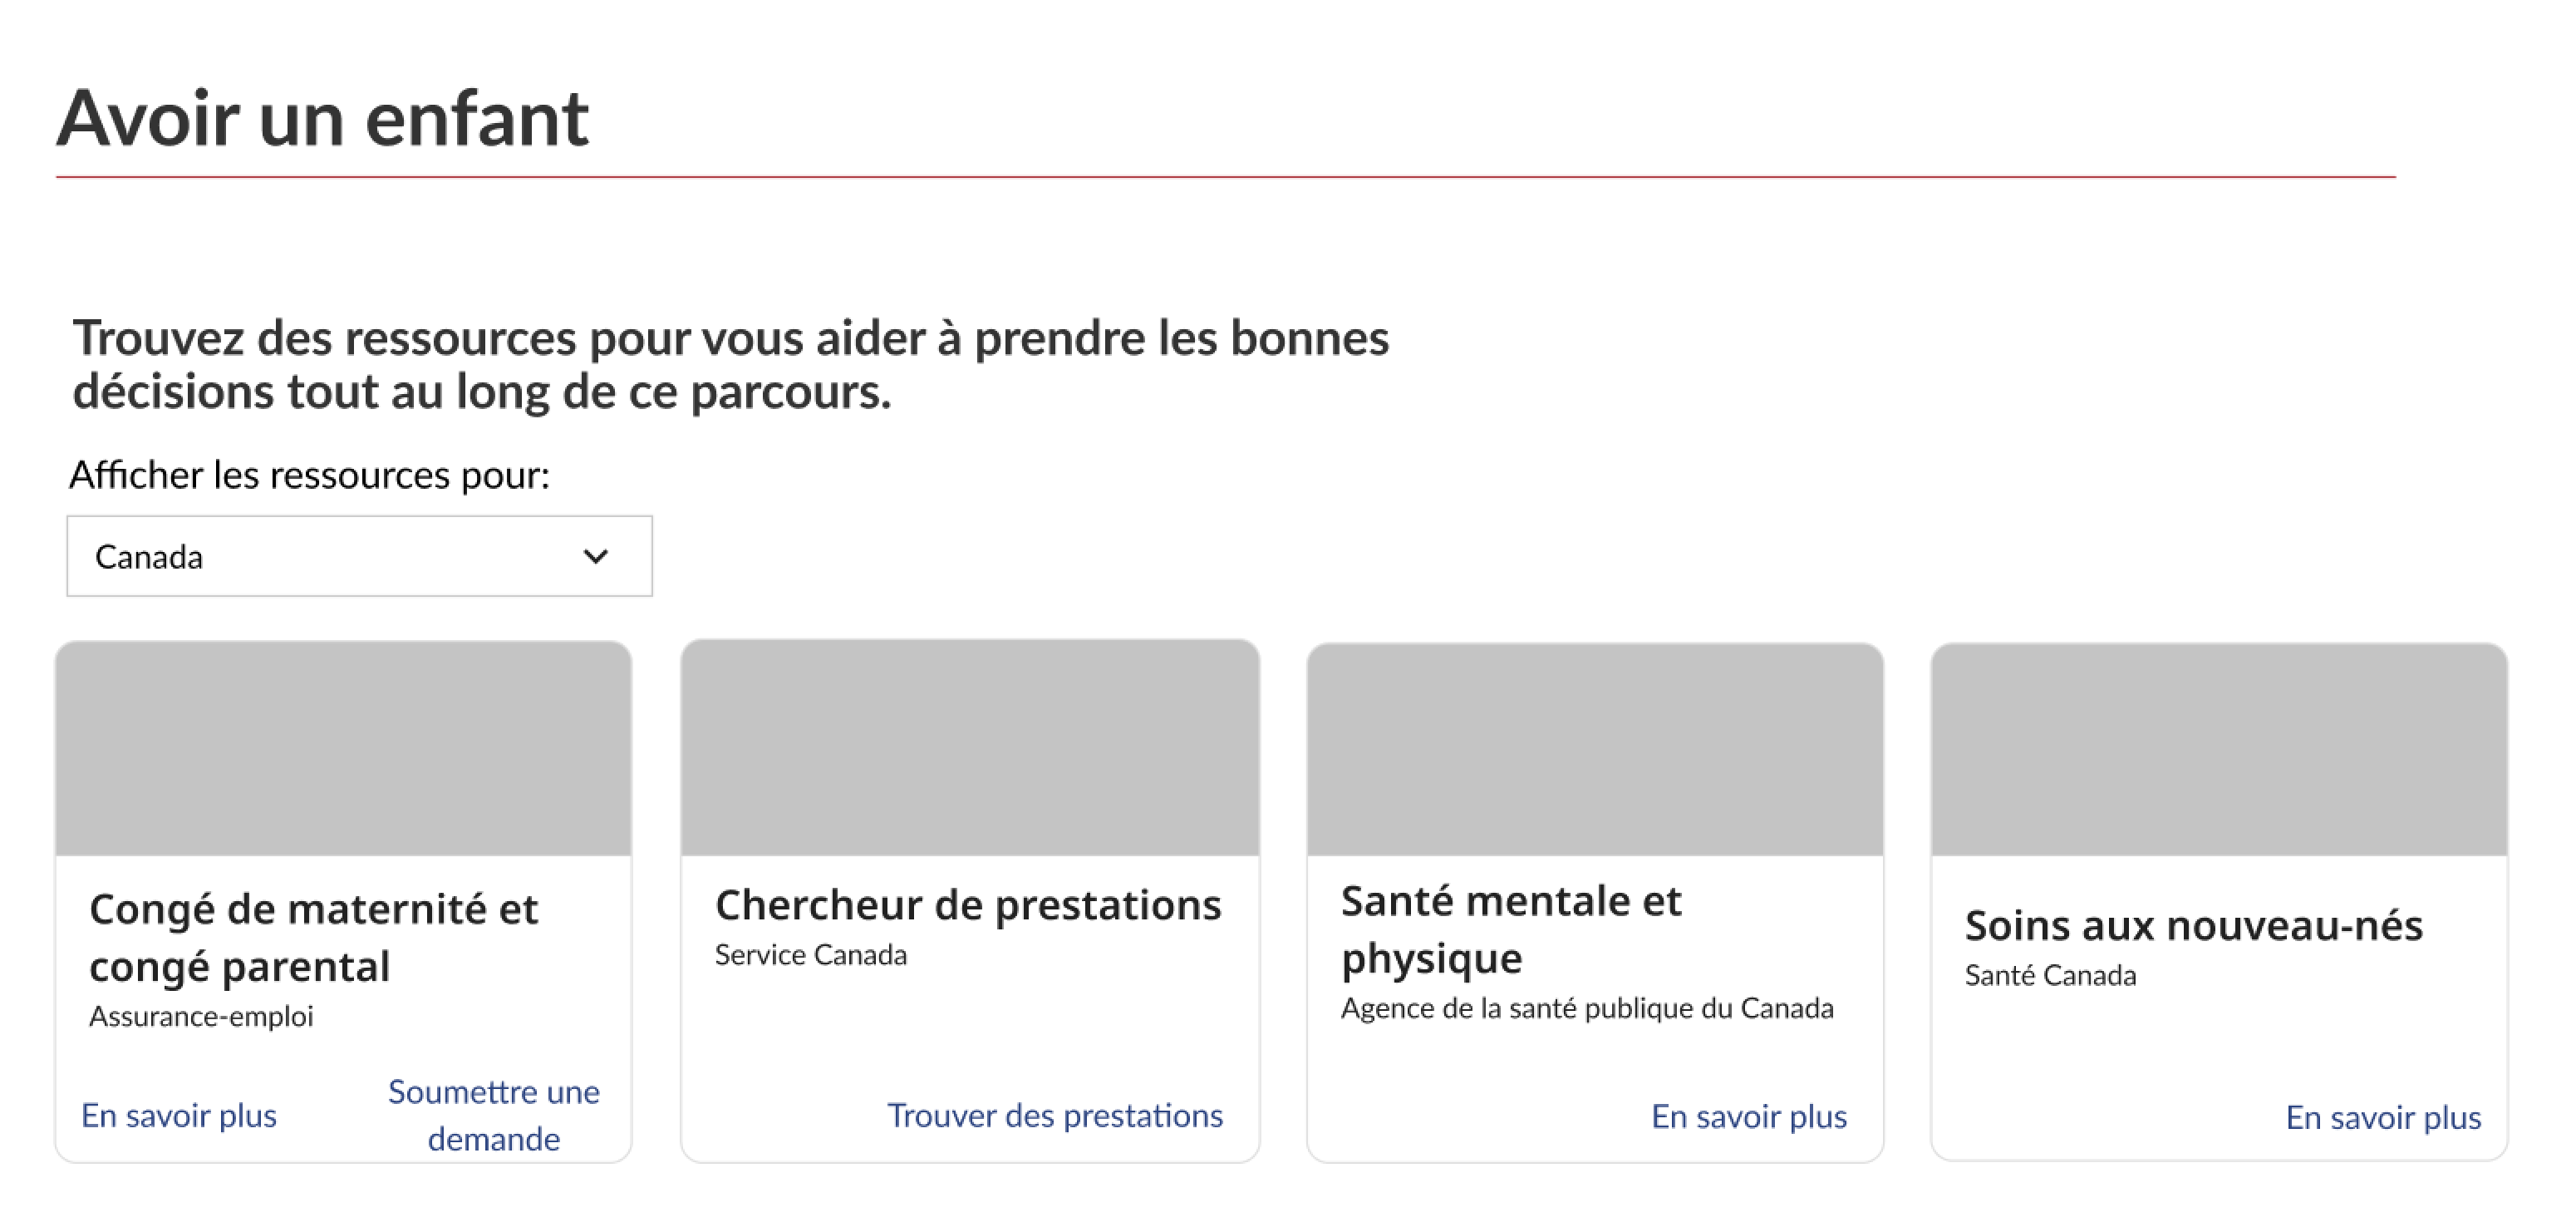 Avoir un enfant
Trouvez des ressources pour vous aider à prendre les bonnes
décisions tout au long de ce parcours.
Afficher les ressources pour:
Canada
Congé de maternité et
congé parental
Assurance-emploi
En savoir plus
Soumettre une
demande
Chercheur de prestations
Service Canada
Trouver des prestations
Santé mentale et
physique
Agence de la santé publique du Canada
En savoir plus
Soins aux nouveau-nés
Santé Canada
En savoir plus